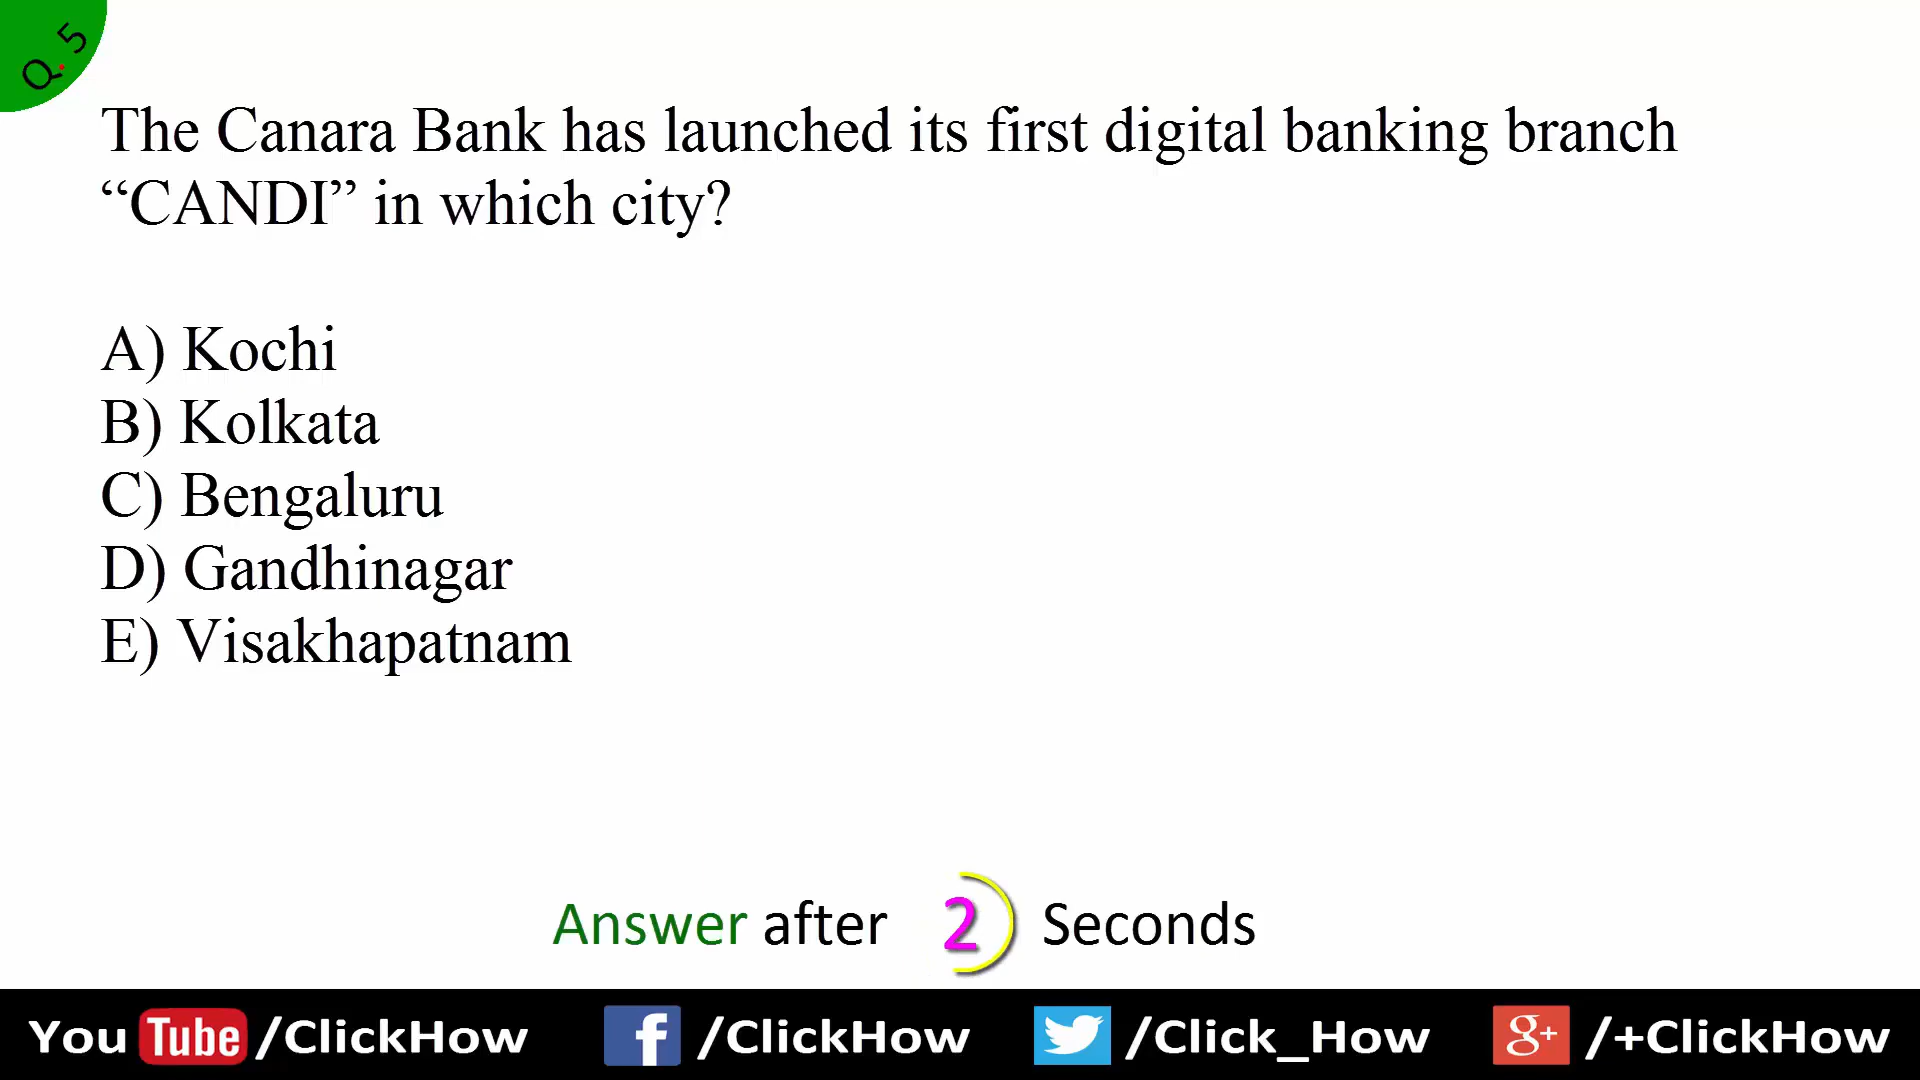 Q. 5
The Canara Bank has launched its first digital banking branch
“CANDI” in which city?
A) Kochi
B) Kolkata
C) Bengaluru
D) Gandhinagar
E) Visakhapatnam
Answer after 2 Seconds
You Tube /ClickHow f /ClickHow /Click_How g+ /+ClickHow